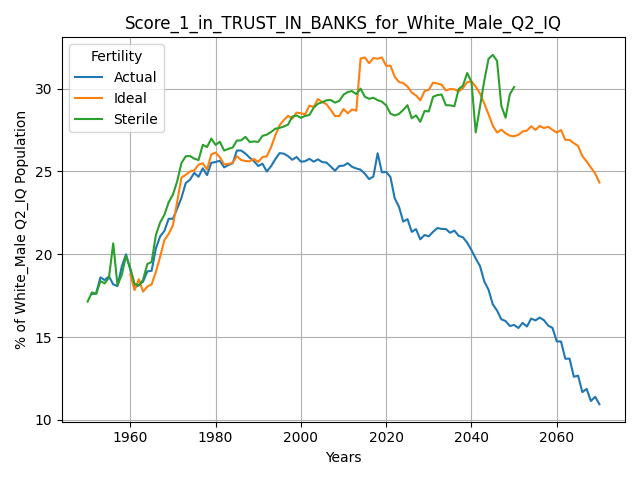 Score_1_in_TRUST_IN_BANKS_for_White_Male_Q2_IQ
Fertility
Actual
Ideal
Sterile
% of White_Male Q2_IQ Population
30
25
20
15
10
1960
1980
2000
2020
2040
2060
Years